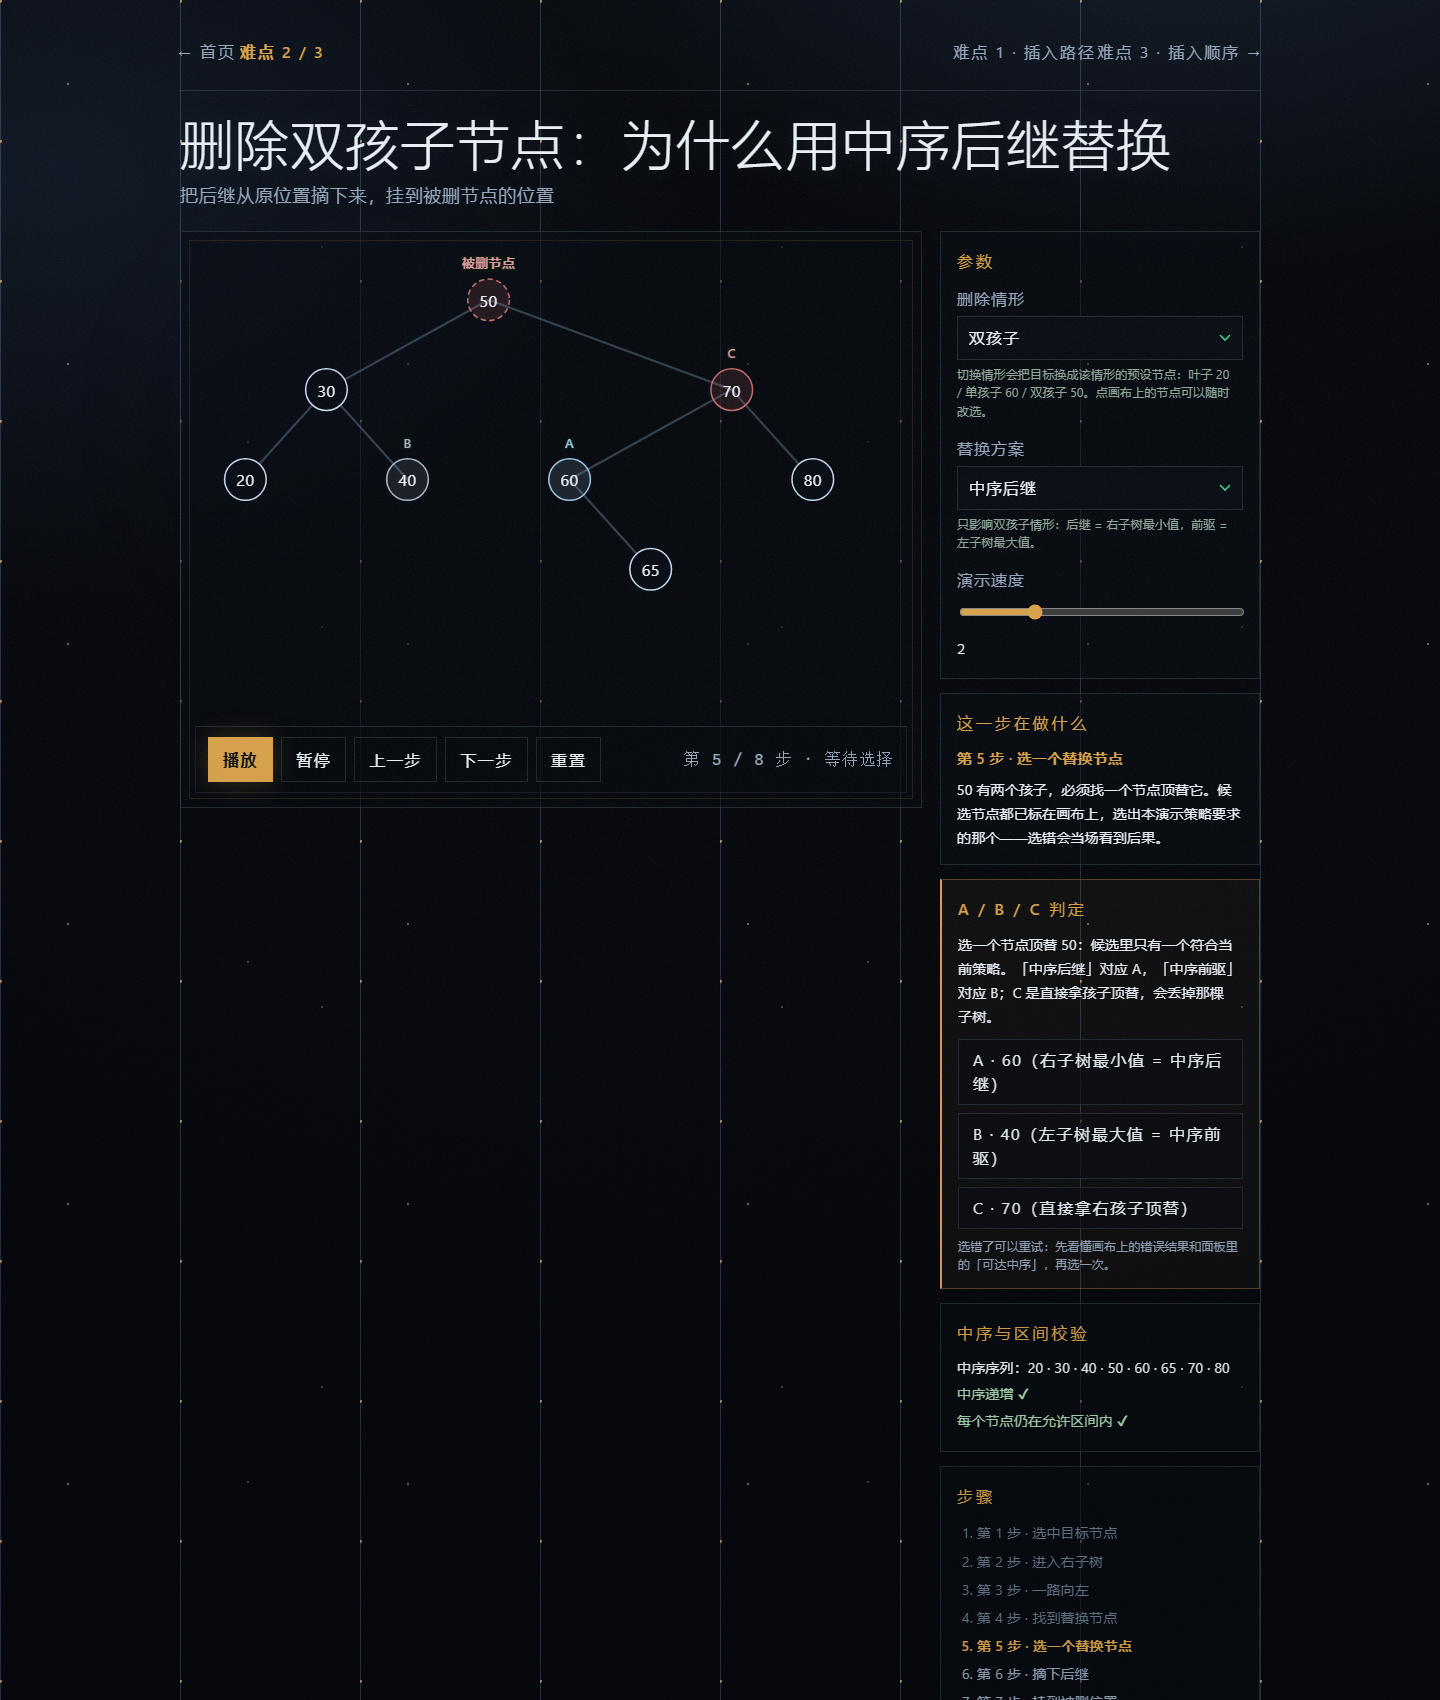 ← 首页 难点 2 / 3
难点 1 · 插入路径 难点 3 · 插入顺序 →
删除双孩子节点：为什么用中序后继替换
把后继从原位置摘下来，挂到被删节点的位置
被删节点
50
C
30
70
B
A
20
40
60
80
65
播放 暂停 上一步 下一步 重置 第 5 / 8 步 · 等待选择
参数
删除情形
双孩子
切换情形会把目标换成该情形的预设节点：叶子 20
/ 单孩子 60 / 双孩子 50。点画布上的节点可以随时
改选。
替换方案
中序后继
只影响双孩子情形：后继 = 右子树最小值，前驱 =
左子树最大值。
演示速度
2
这一步在做什么
第 5 步 · 选一个替换节点
50 有两个孩子，必须找一个节点顶替它。候
选节点都已标在画布上，选出本演示策略要求
的那个——选错会当场看到后果。
A / B / C 判定
选一个节点顶替 50：候选里只有一个符合当
前策略。「中序后继」对应 A，「中序前驱」
对应 B；C 是直接拿孩子顶替，会丢掉那棵
子树。
A · 60（右子树最小值 = 中序后
继）
B · 40（左子树最大值 = 中序前
驱）
C · 70（直接拿右孩子顶替）
选错了可以重试：先看懂画布上的错误结果和面板里
的「可达中序」，再选一次。
中序与区间校验
中序序列：20 · 30 · 40 · 50 · 60 · 65 · 70 · 80
中序递增 ✓
每个节点仍在允许区间内 ✓
步骤
1. 第 1 步 · 选中目标节点
2. 第 2 步 · 进入右子树
3. 第 3 步 · 一路向左
4. 第 4 步 · 找到替换节点
5. 第 5 步 · 选一个替换节点
6. 第 6 步 · 摘下后继